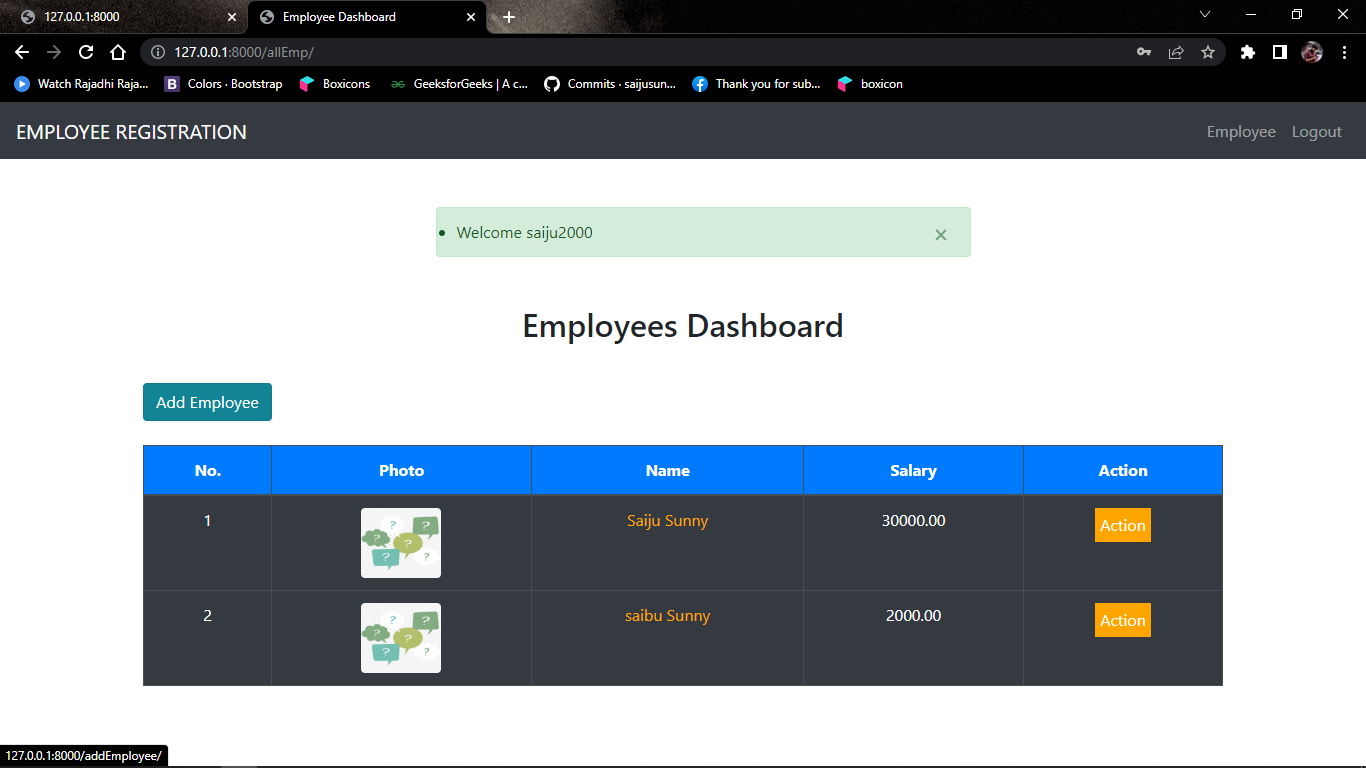 127.0.0.1:8000
Employee Dashboard
127.0.0.1:8000/allEmp/
Watch Rajadhi Raja...
B Colors · Bootstrap
Boxicons
GeeksforGeeks | A c...
Commits · saijusun...
Thank you for sub...
boxicon
EMPLOYEE REGISTRATION
Employee Logout
• Welcome saiju2000 ×
Employees Dashboard
Add Employee
No. Photo Name Salary Action
1 Saiju Sunny 30000.00 Action
2 saibu Sunny 2000.00 Action
127.0.0.1:8000/addEmployee/